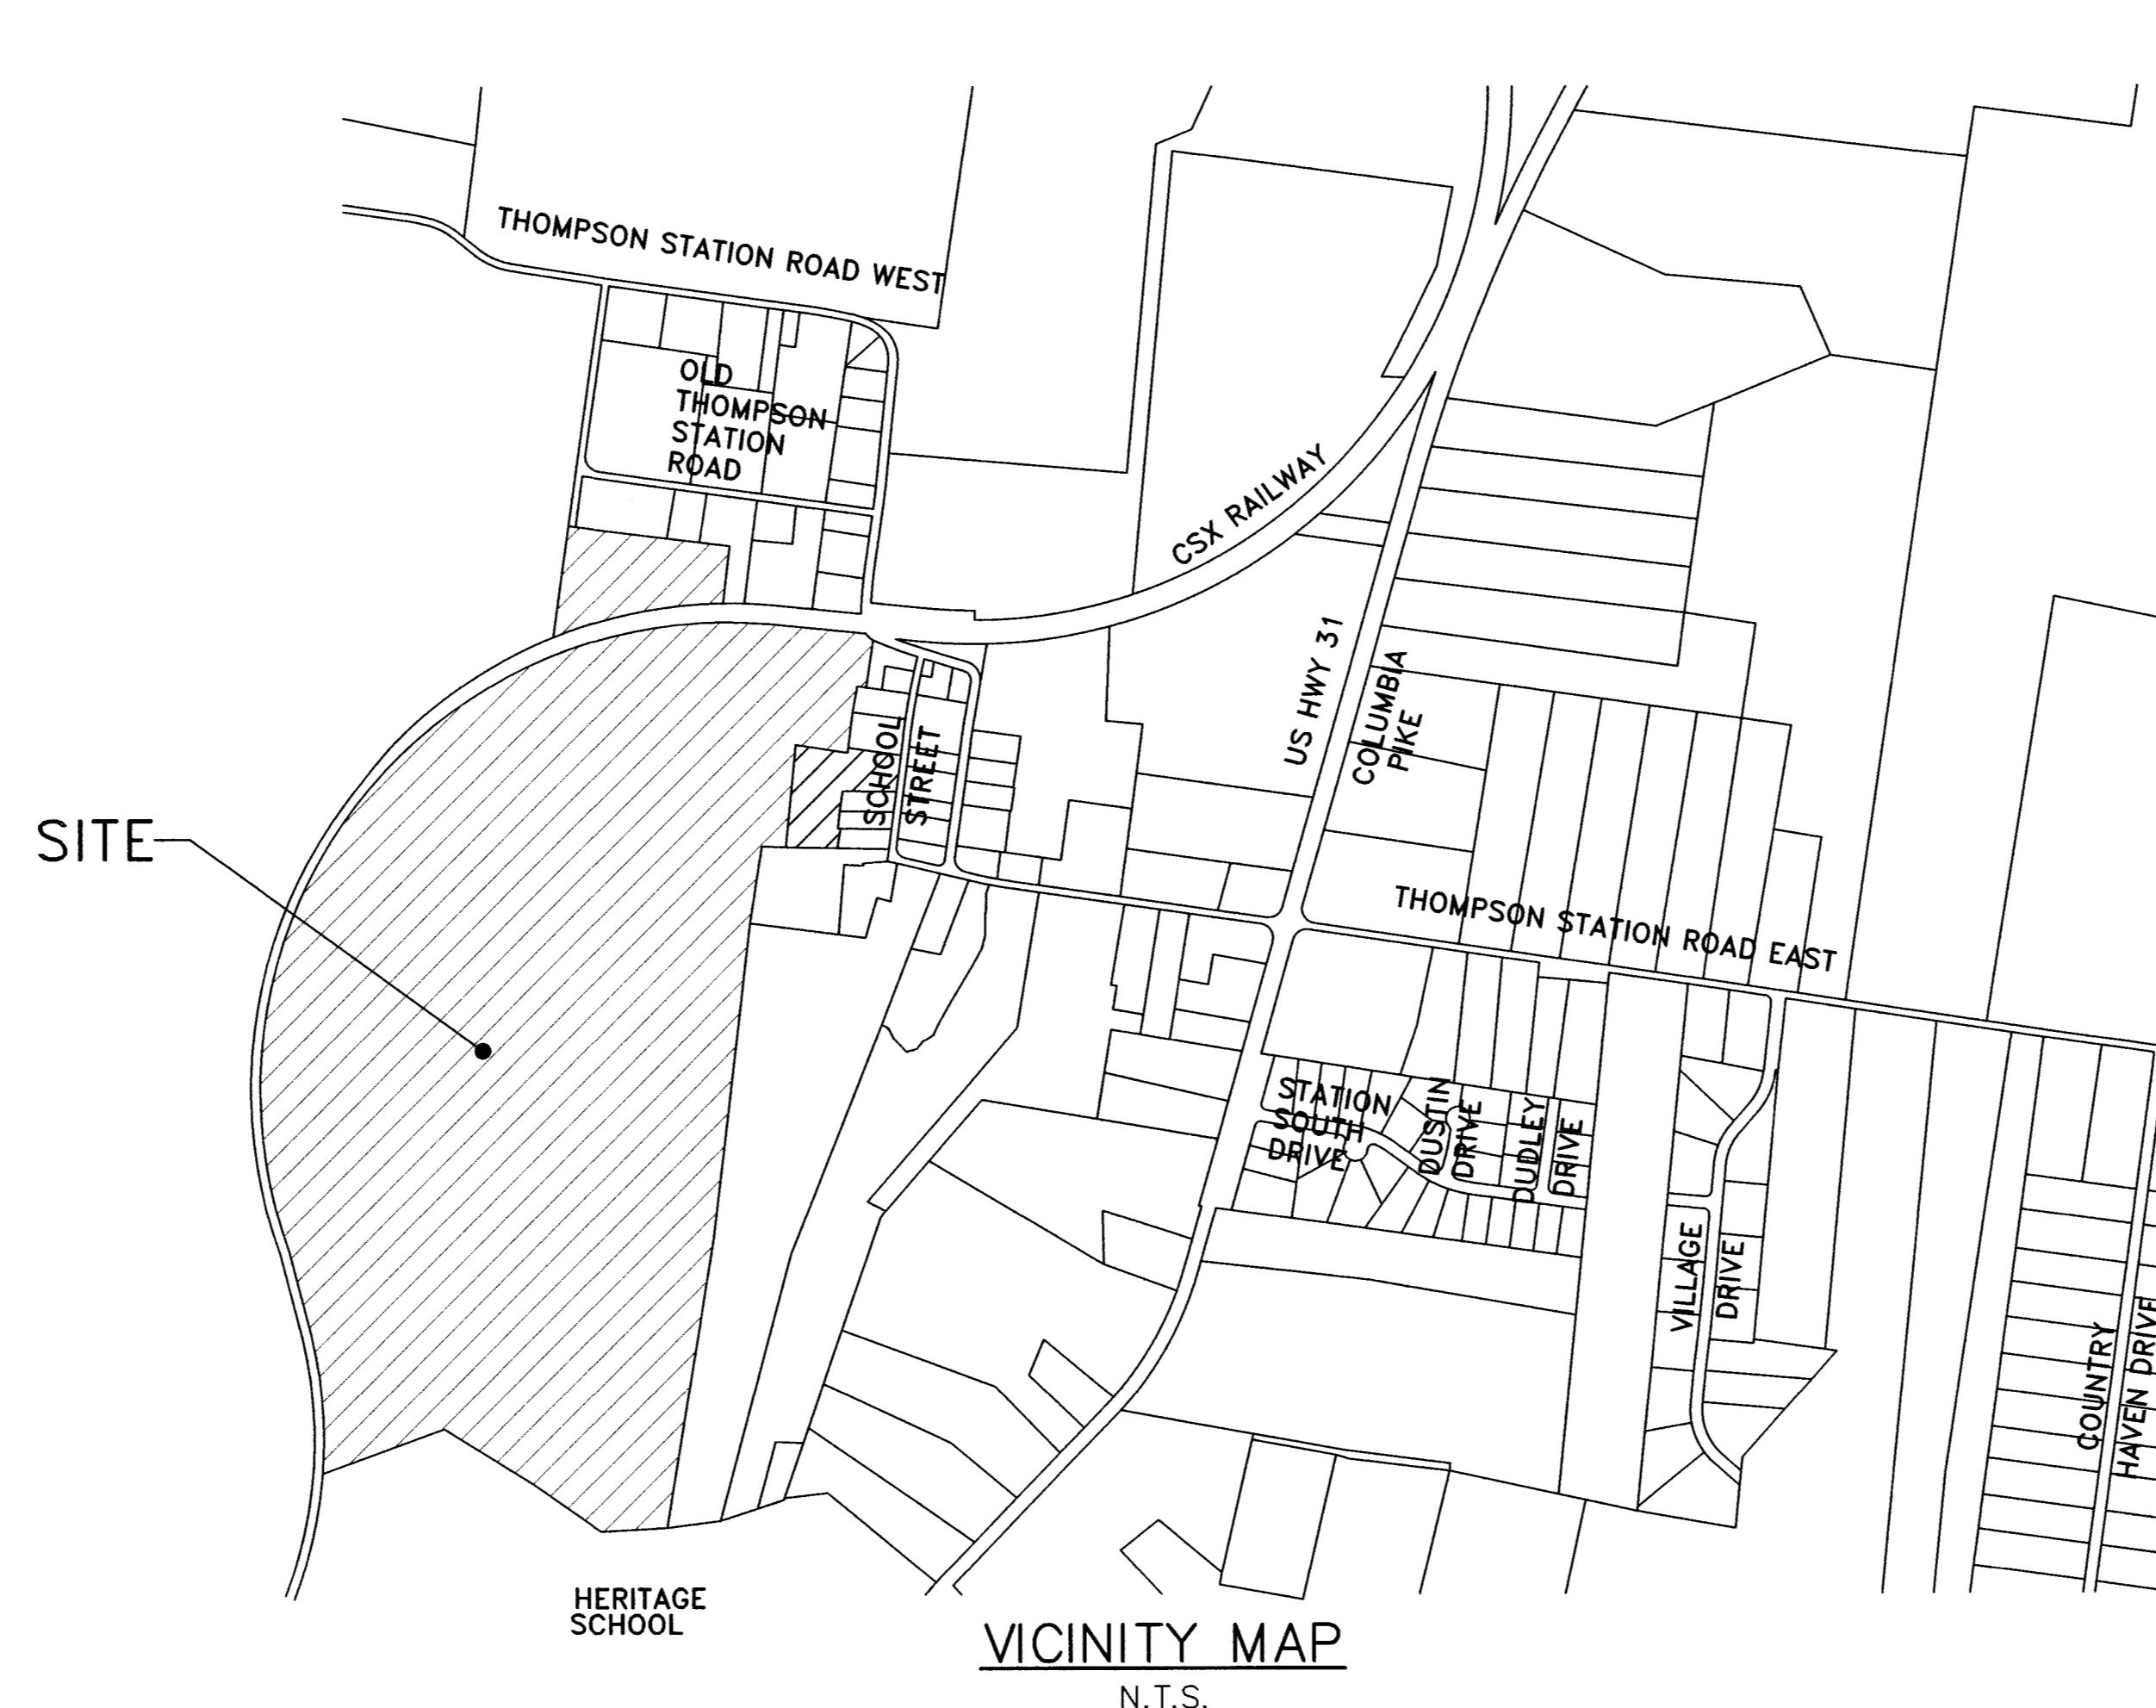 THOMPSON STATION ROAD WEST
OLD
THOMPSON
STATION
ROAD
CSX RAILWAY
US HWY 31
COLUMBIA
PIKE
SCHOOL
STREET
SITE
THOMPSON STATION ROAD EAST
STATION
SOUTH
DRIVE
DUSTIN
DRIVE
DUDLEY
DRIVE
VILLAGE
DRIVE
COUNTRY
HAVEN DRIVE
HERITAGE
SCHOOL
VICINITY MAP
N.T.S.